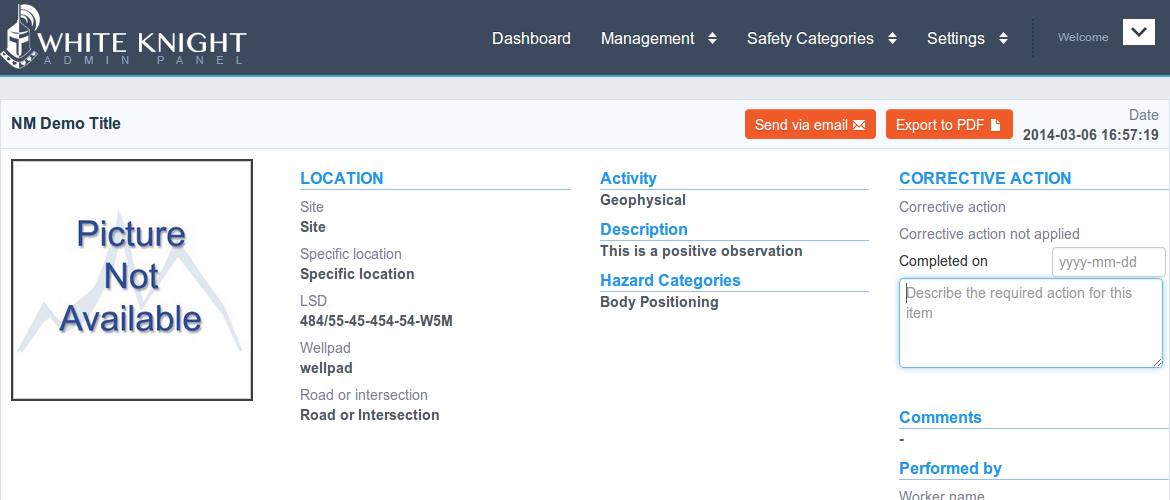 WHITE KNIGHT
ADMIN PANEL
Dashboard
Management
Safety Categories
Settings
Welcome
NM Demo Title
Send via email
Export to PDF
Date
2014-03-06 16:57:19
Picture
Not
Available
LOCATION
Site
Site
Specific location
Specific location
LSD
484/55-45-454-54-W5M
Wellpad
wellpad
Road or intersection
Road or Intersection
Activity
Geophysical
Description
This is a positive observation
Hazard Categories
Body Positioning
CORRECTIVE ACTION
Corrective action
Corrective action not applied
Completed on
yyyy-mm-dd
Describe the required action for this
item
Comments
-
Performed by
Worker name